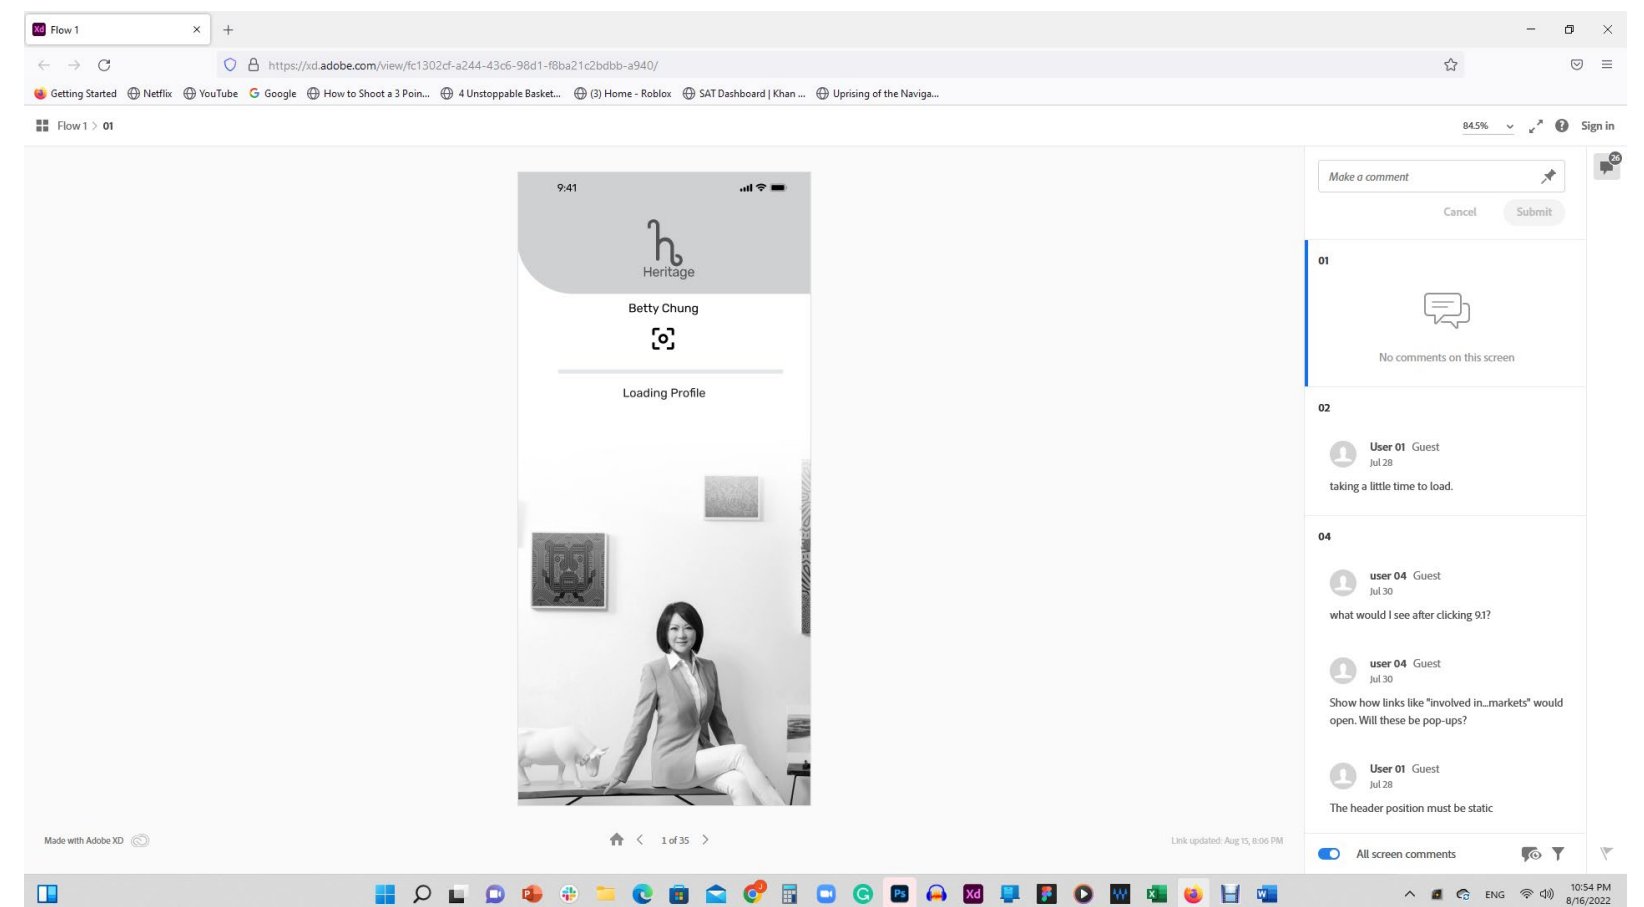 Xd Flow 1
https://xd.adobe.com/view/fc1302cf-a244-43c6-98d1-f8ba21c2bdbb-a940/
Getting Started Netflix YouTube G Google How to Shoot a 3 Poin... 4 Unstoppable Basket... (3) Home - Roblox SAT Dashboard | Khan ... Uprising of the Naviga...
Flow 1 > 01
84.5%
Sign in
9:41
Heritage
Betty Chung
Loading Profile
Made with Adobe XD
1 of 35
Link updated: Aug 15, 8:06 PM
26
Make a comment
Cancel Submit
01
No comments on this screen
02
User 01 Guest
Jul 28
taking a little time to load.
04
user 04 Guest
Jul 30
what would I see after clicking 9.1?
user 04 Guest
Jul 30
Show how links like "involved in...markets" would
open. Will these be pop-ups?
User 01 Guest
Jul 28
The header position must be static
All screen comments
Ps Xd
ENG
10:54 PM
8/16/2022